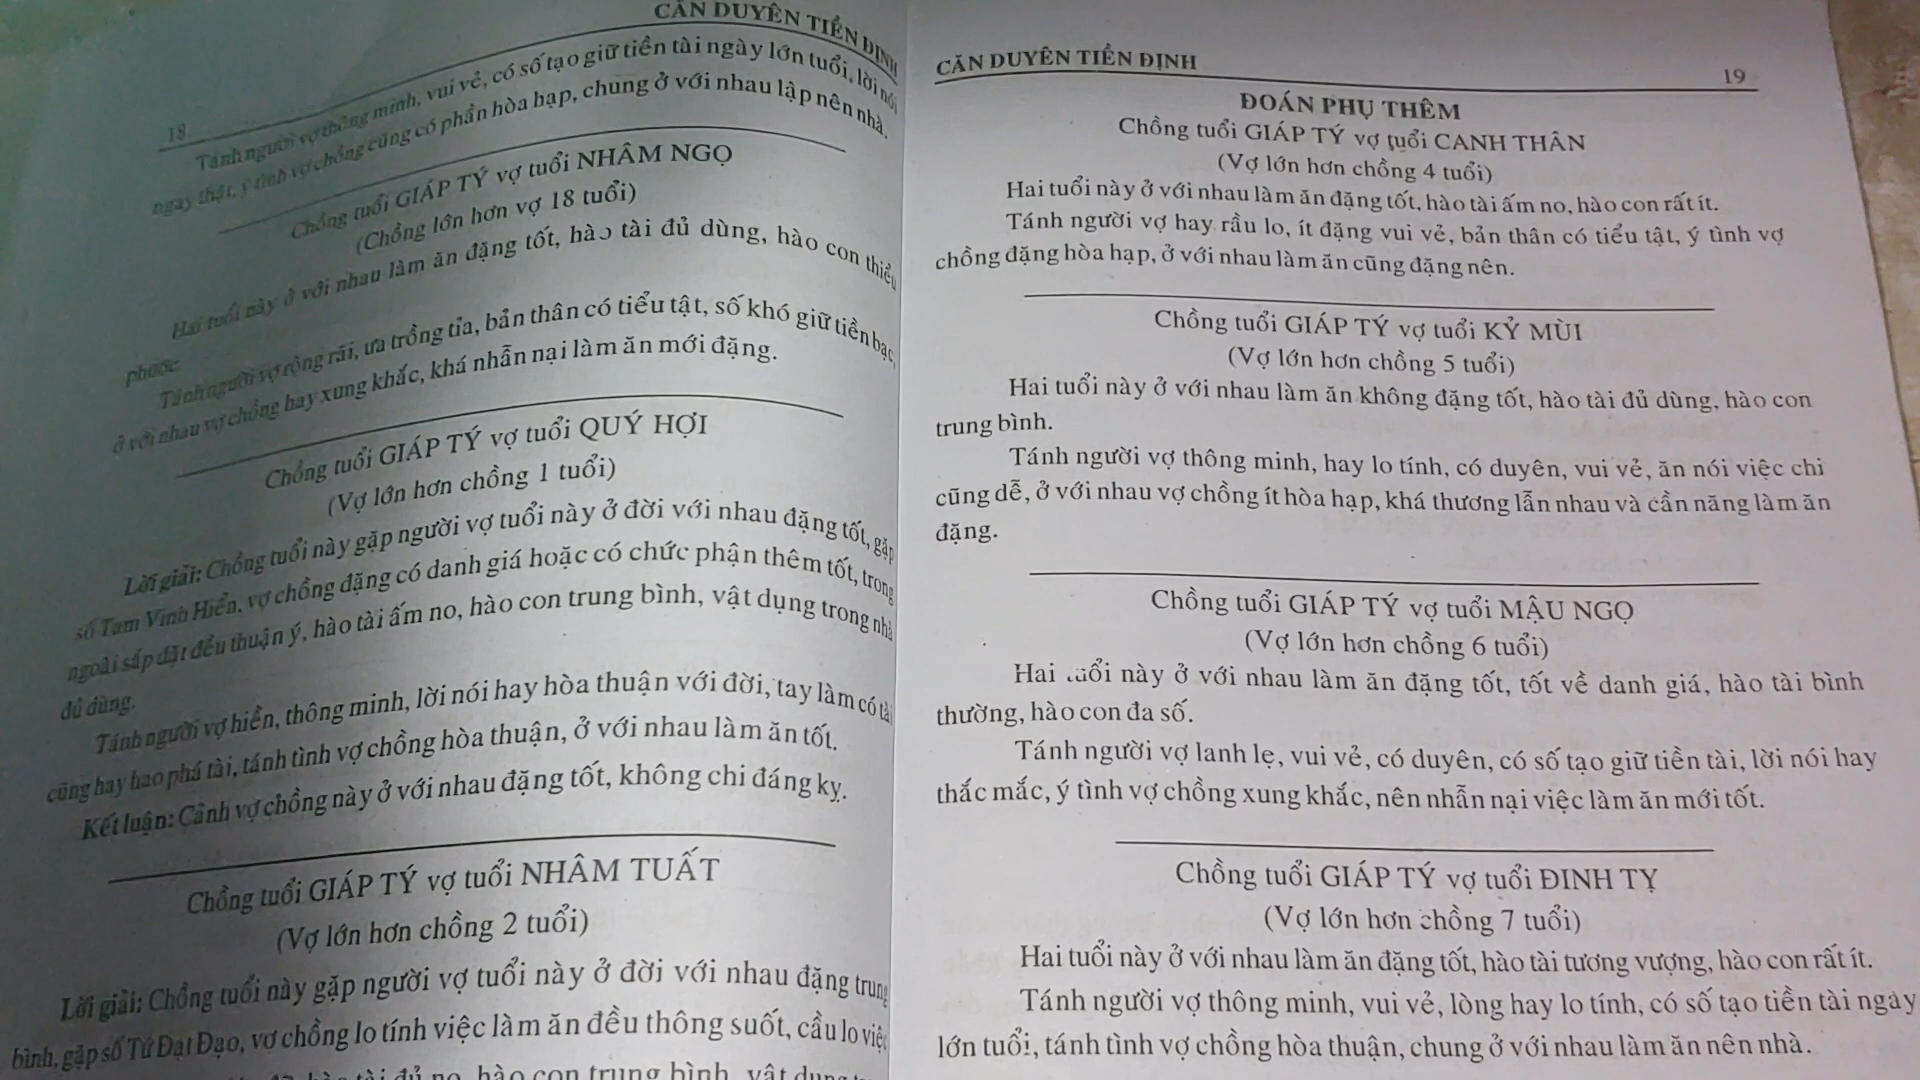 CĂN DUYÊN TIỀN ĐỊNH
18
Tánh người vợ thông minh, vui vẻ, có số tạo giữ tiền tài ngày lớn tuổi, lời nói
ngay thật, ý tình vợ chồng cũng có phần hòa hạp, chung ở với nhau lập nên nhà.
Chồng tuổi GIÁP TÝ vợ tuổi NHÂM NGỌ
(Chồng lớn hơn vợ 18 tuổi)
Hai tuổi này ở với nhau làm ăn đặng tốt, hào tài đủ dùng, hào con thiểu
phước.
Tánh người vợ rộng rãi, ưa trồng tỉa, bản thân có tiểu tật, số khó giữ tiền bạc,
ở với nhau vợ chồng hay xung khắc, khá nhẫn nại làm ăn mới đặng.
Chồng tuổi GIÁP TÝ vợ tuổi QUÝ HỢI
(Vợ lớn hơn chồng 1 tuổi)
Lời giải: Chồng tuổi này gặp người vợ tuổi này ở đời với nhau đặng tốt, gặp
số Tam Vinh Hiển, vợ chồng đặng có danh giá hoặc có chức phận thêm tốt, trong
ngoài sắp đặt đều thuận ý, hào tài ấm no, hào con trung bình, vật dụng trong nhà
đủ dùng.
Tánh người vợ hiền, thông minh, lời nói hay hòa thuận với đời, tay làm có tài
cũng hay hao phá tài, tánh tình vợ chồng hòa thuận, ở với nhau làm ăn tốt.
Kết luận: Cảnh vợ chồng này ở với nhau đặng tốt, không chi đáng kỵ.
Chồng tuổi GIÁP TÝ vợ tuổi NHÂM TUẤT
(Vợ lớn hơn chồng 2 tuổi)
Lời giải: Chồng tuổi này gặp người vợ tuổi này ở đời với nhau đặng trung
bình, gặp số Tứ Đạt Đạo, vợ chồng lo tính việc làm ăn đều thông suốt, cầu lo việc
tài đủ no, hào con trung bình, vật dụng
CĂN DUYÊN TIỀN ĐỊNH
19
ĐOÁN PHỤ THÊM
Chồng tuổi GIÁP TÝ vợ tuổi CANH THÂN
(Vợ lớn hơn chồng 4 tuổi)
Hai tuổi này ở với nhau làm ăn đặng tốt, hào tài ấm no, hào con rất ít.
Tánh người vợ hay rầu lo, ít đặng vui vẻ, bản thân có tiểu tật, ý tình vợ
chồng đặng hòa hạp, ở với nhau làm ăn cũng đặng nên.
Chồng tuổi GIÁP TÝ vợ tuổi KỶ MÙI
(Vợ lớn hơn chồng 5 tuổi)
Hai tuổi này ở với nhau làm ăn không đặng tốt, hào tài đủ dùng, hào con
trung bình.
Tánh người vợ thông minh, hay lo tính, có duyên, vui vẻ, ăn nói việc chi
cũng dễ, ở với nhau vợ chồng ít hòa hạp, khá thương lẫn nhau và cần năng làm ăn
đặng.
Chồng tuổi GIÁP TÝ vợ tuổi MẬU NGỌ
(Vợ lớn hơn chồng 6 tuổi)
Hai tuổi này ở với nhau làm ăn đặng tốt, tốt về danh giá, hào tài bình
thường, hào con đa số.
Tánh người vợ lanh lẹ, vui vẻ, có duyên, có số tạo giữ tiền tài, lời nói hay
thắc mắc, ý tình vợ chồng xung khắc, nên nhẫn nại việc làm ăn mới tốt.
Chồng tuổi GIÁP TÝ vợ tuổi ĐINH TỴ
(Vợ lớn hơn chồng 7 tuổi)
Hai tuổi này ở với nhau làm ăn đặng tốt, hào tài tương vượng, hào con rất ít.
Tánh người vợ thông minh, vui vẻ, lòng hay lo tính, có số tạo tiền tài ngày
lớn tuổi, tánh tình vợ chồng hòa thuận, chung ở với nhau làm ăn nên nhà.